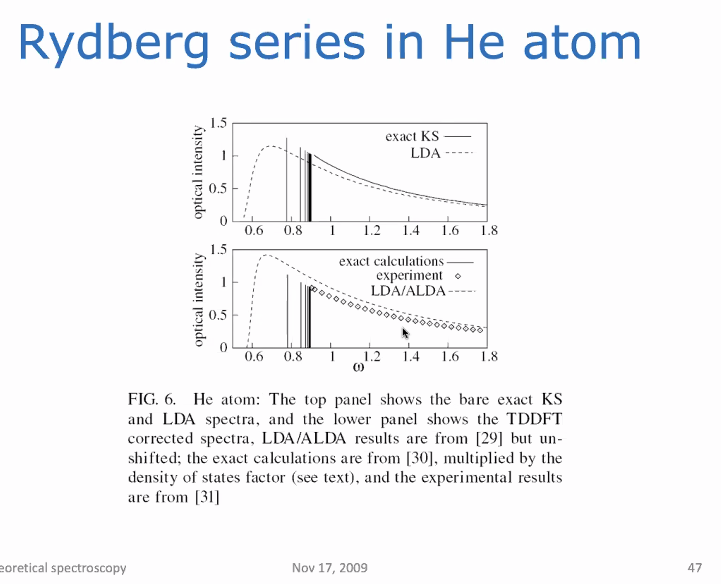 Rydberg series in He atom
1.5
1
0.5
0
optical intensity
exact KS
LDA
0.6 0.8 1 1.2 1.4 1.6 1.8
1.5
1
0.5
0
optical intensity
exact calculations
experiment
LDA/ALDA
0.6 0.8 1 1.2 1.4 1.6 1.8
ω
FIG. 6. He atom: The top panel shows the bare exact KS
and LDA spectra, and the lower panel shows the TDDFT
corrected spectra, LDA/ALDA results are from [29] but un-
shifted; the exact calculations are from [30], multiplied by the
density of states factor (see text), and the experimental results
are from [31]
eoretical spectroscopy Nov 17, 2009 47